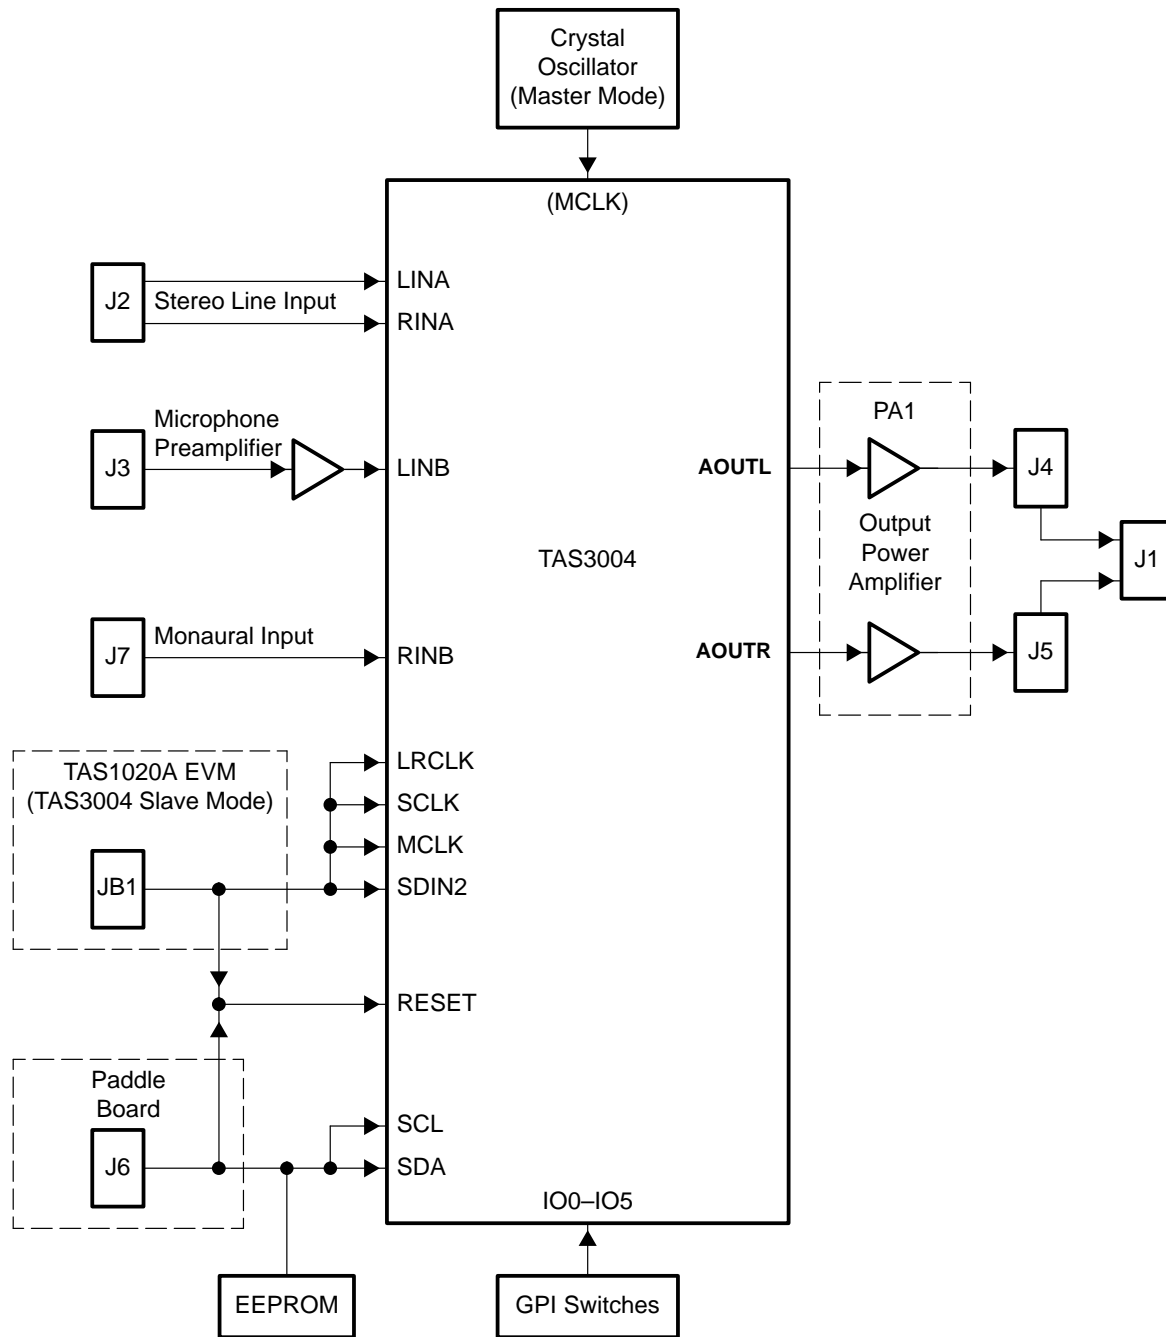 Crystal
Oscillator
(Master Mode)
(MCLK)
J2
Stereo Line Input
LINA
RINA
Microphone
Preamplifier
J3
LINB
AOUTL
PA1
J4
Output
Power
Amplifier
J1
TAS3004
J7
Monaural Input
RINB
AOUTR
J5
TAS1020A EVM
(TAS3004 Slave Mode)
JB1
LRCLK
SCLK
MCLK
SDIN2
RESET
Paddle
Board
J6
SCL
SDA
IO0–IO5
EEPROM
GPI Switches